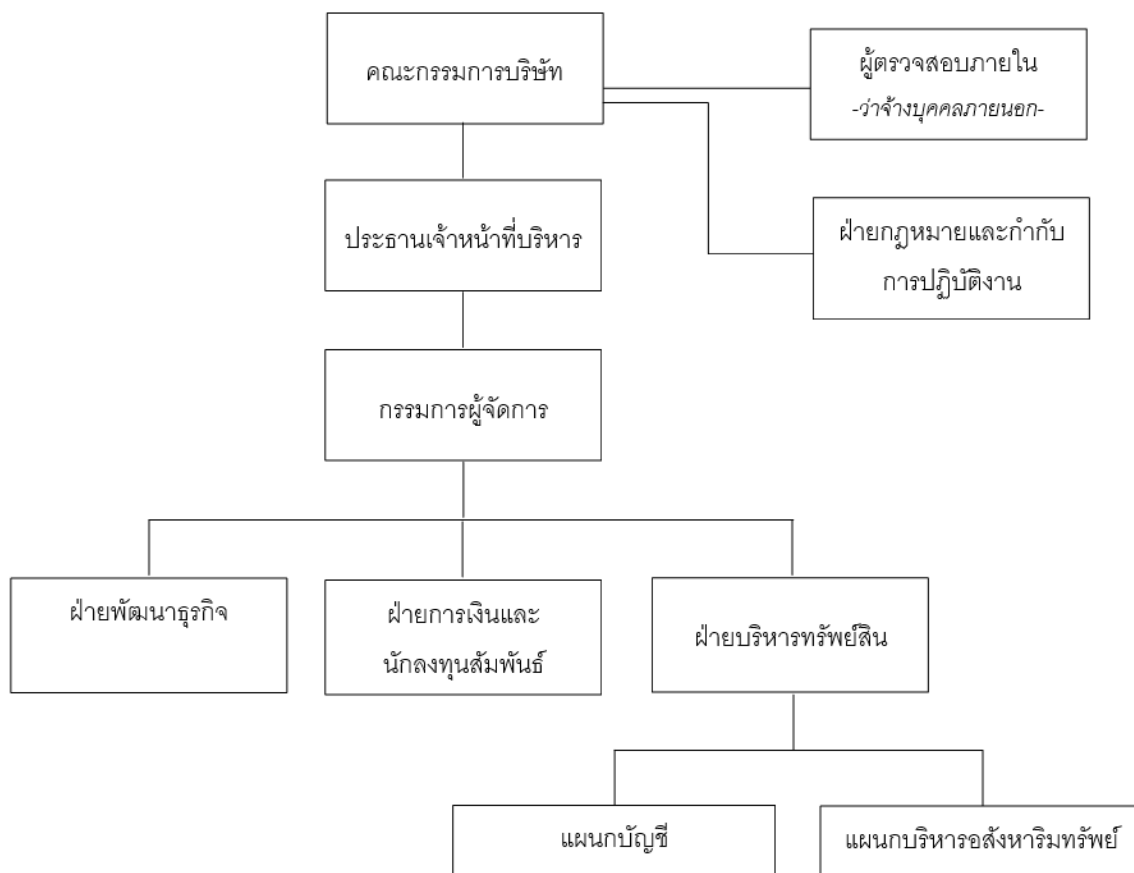 คณะกรรมการบริษัท
ผู้ตรวจสอบภายใน
-ว่าจ้างบุคคลภายนอก-
ประธานเจ้าหน้าที่บริหาร
ฝ่ายกฎหมายและกำกับ
การปฏิบัติงาน
กรรมการผู้จัดการ
ฝ่ายพัฒนาธุรกิจ
ฝ่ายการเงินและ
นักลงทุนสัมพันธ์
ฝ่ายบริหารทรัพย์สิน
แผนกบัญชี
แผนกบริหารอสังหาริมทรัพย์